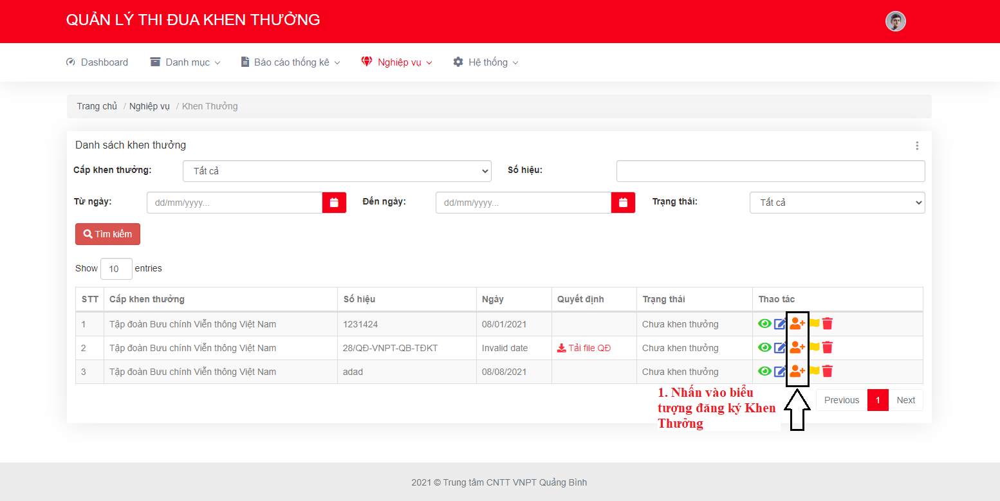 QUẢN LÝ THI ĐUA KHEN THƯỞNG
Dashboard Danh mục Báo cáo thống kê Nghiệp vụ Hệ thống
Trang chủ / Nghiệp vụ / Khen Thưởng
Danh sách khen thưởng
Cấp khen thưởng: Tất cả Số hiệu:
Từ ngày: dd/mm/yyyy... Đến ngày: dd/mm/yyyy... Trạng thái: Tất cả
Tìm kiếm
Show 10 entries
STT Cấp khen thưởng Số hiệu Ngày Quyết định Trạng thái Thao tác
1 Tập đoàn Bưu chính Viễn thông Việt Nam 1231424 08/01/2021 Chưa khen thưởng
2 Tập đoàn Bưu chính Viễn thông Việt Nam 28/QĐ-VNPT-QB-TĐKT Invalid date Tải file QĐ Chưa khen thưởng
3 Tập đoàn Bưu chính Viễn thông Việt Nam adad 08/08/2021 Chưa khen thưởng
1. Nhấn vào biểu
tượng đăng ký Khen
Thưởng
Previous 1 Next
2021 © Trung tâm CNTT VNPT Quảng Bình